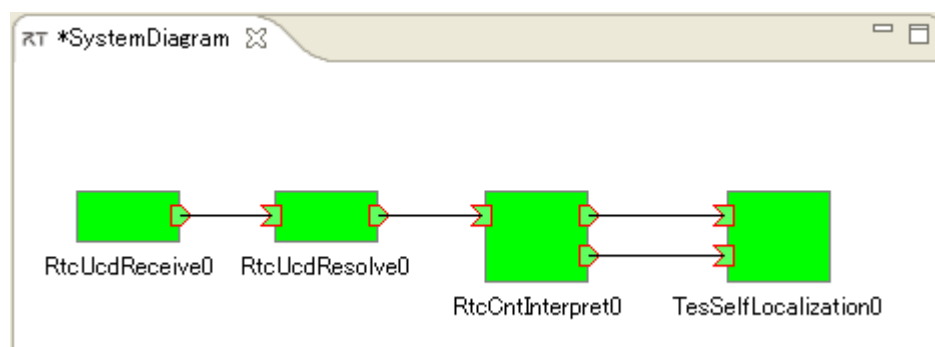 RT *SystemDiagram
RtcUcdReceive0 RtcUcdResolve0
RtcCntInterpret0 TesSelfLocalization0